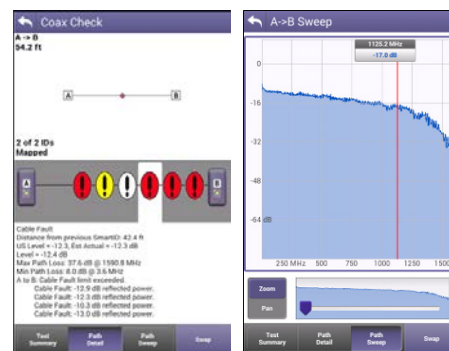 Coax Check
A -> B
54.2 ft
A
B
2 of 2 IDs
Mapped
A
B
Cable Fault
Distance from previous SmartID: 42.4 ft
US Level = -12.3, Est Actual = -12.3 dB
Level = -12.4 dB
Max Path Loss: 37.6 dB @ 1590.8 MHz
Min Path Loss: 8.0 dB @ 3.6 MHz
A to B: Cable Fault limit exceeded.
Cable Fault: -12.9 dB reflected power.
Cable Fault: -12.3 dB reflected power.
Cable Fault: -10.3 dB reflected power.
Cable Fault: -13.0 dB reflected power.
Test Summary
Path Detail
Path Sweep
Swap
A->B Sweep
1125.2 MHz
-17.0 dB
0
-16
-32
-48
-64 dB
250 MHz 500 750 1000 1250 1500
Zoom
Pan
Test Summary
Path Detail
Path Sweep
Swap